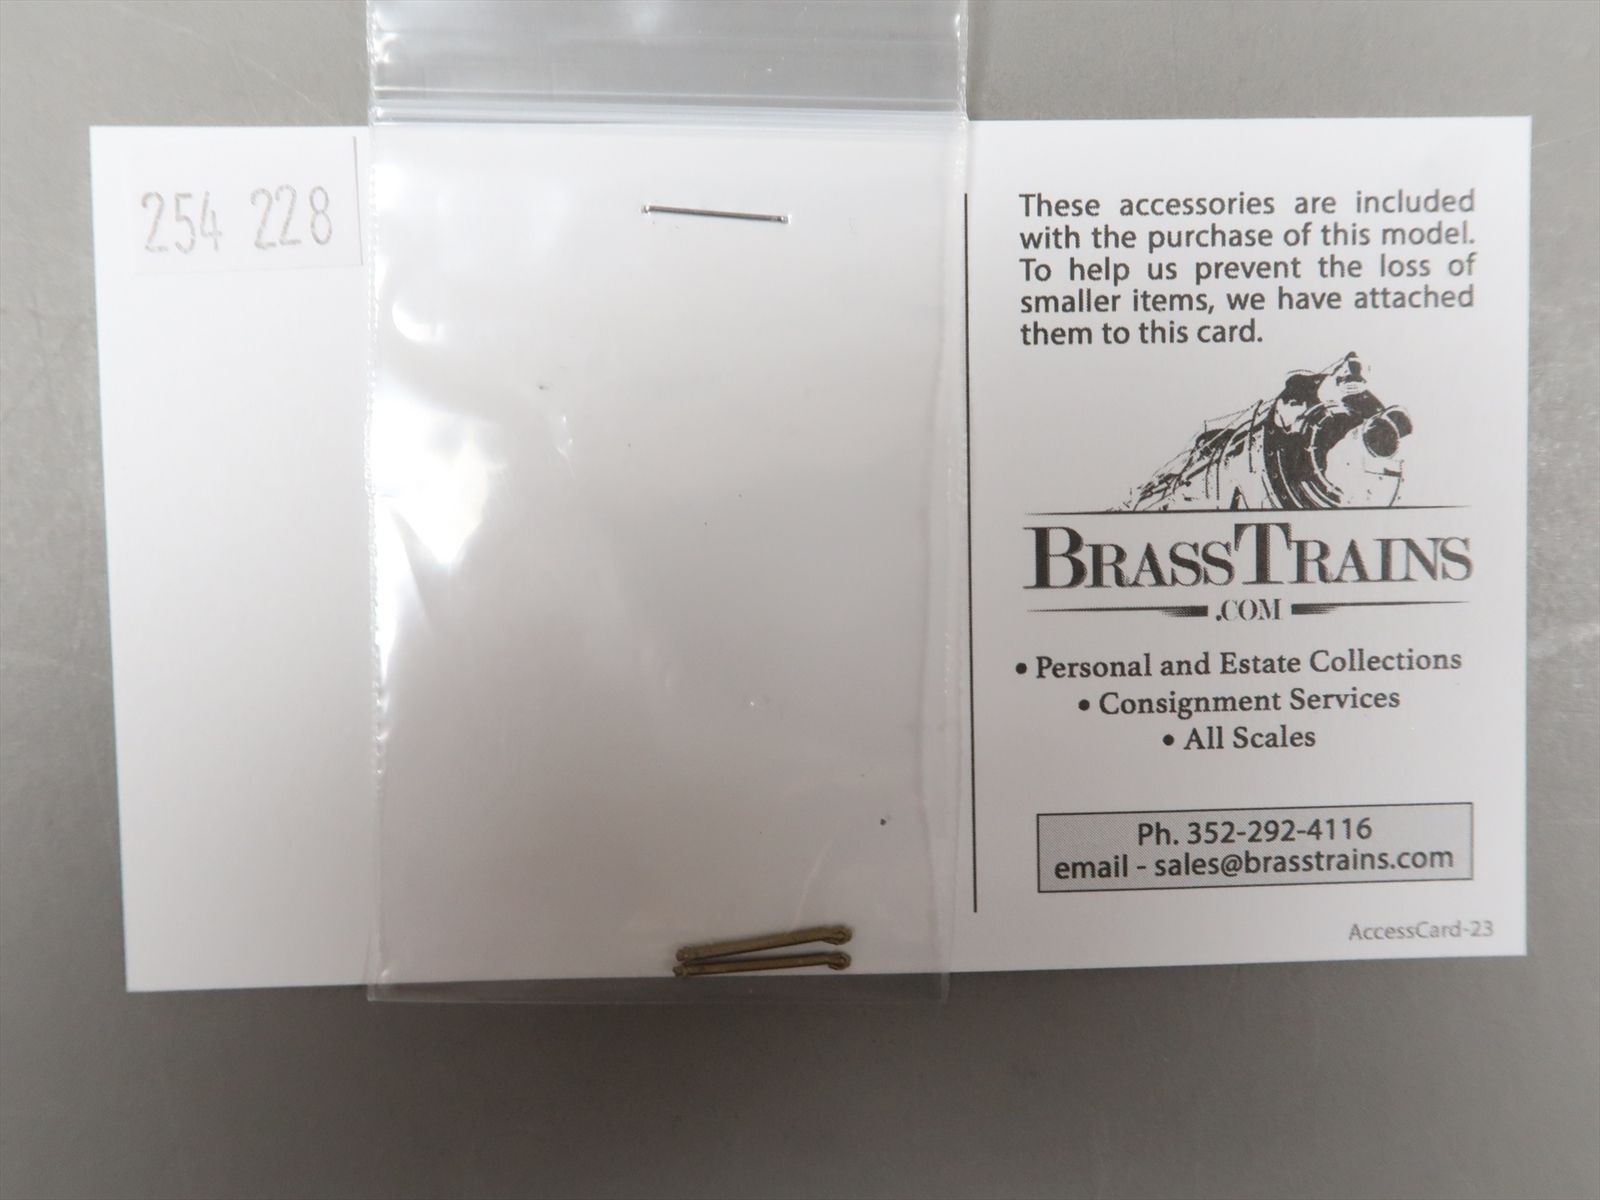 254 228
These accessories are included
with the purchase of this model.
To help us prevent the loss of
smaller items, we have attached
them to this card.
BRASSTRAINS
.COM
• Personal and Estate Collections
• Consignment Services
• All Scales
Ph. 352-292-4116
email - sales@brasstrains.com
AccessCard-23